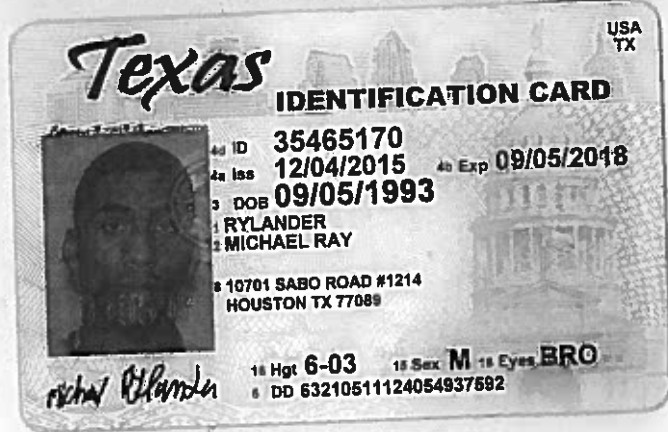 USA
TX
Texas
IDENTIFICATION CARD
4d ID 35465170
4a Iss 12/04/2015 4b Exp 09/05/2018
3 DOB 09/05/1993
1 RYLANDER
2 MICHAEL RAY
8 10701 SABO ROAD #1214
HOUSTON TX 77089
16 Hgt 6-03 15 Sex M 18 Eyes BRO
5 DD 63210511124054937592